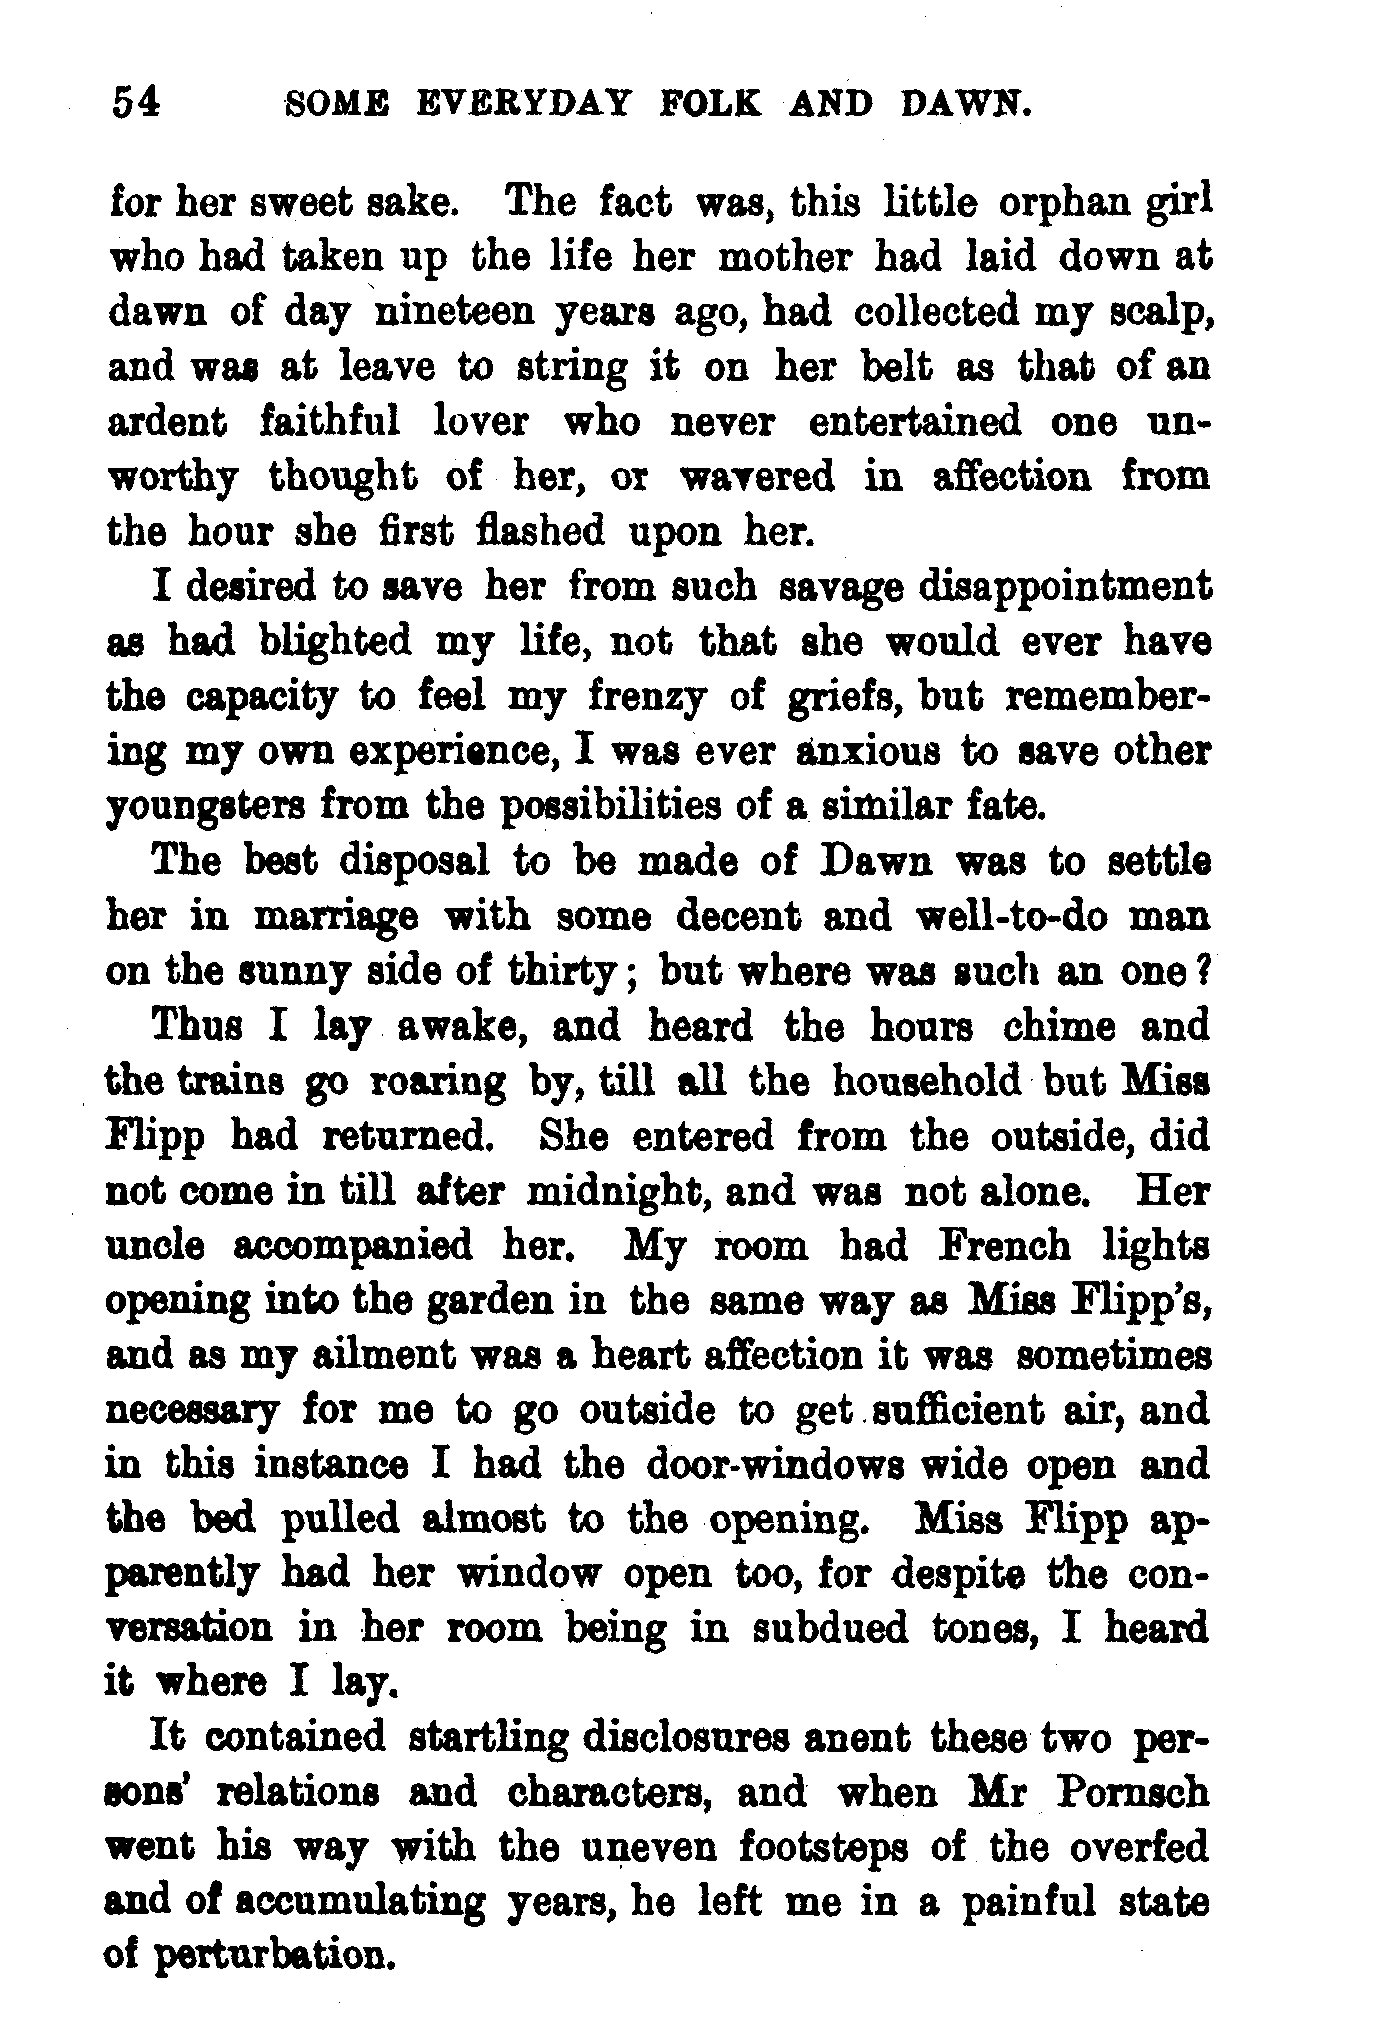 54 SOME EVERYDAY FOLK AND DAWN.
for her sweet sake. The fact was, this little orphan girl
who had taken up the life her mother had laid down at
dawn of day nineteen years ago, had collected my scalp,
and was at leave to string it on her belt as that of an
ardent faithful lover who never entertained one un-
worthy thought of her, or wavered in affection from
the hour she first flashed upon her.
I desired to save her from such savage disappointment
as had blighted my life, not that she would ever have
the capacity to feel my frenzy of griefs, but remember-
ing my own experience, I was ever anxious to save other
youngsters from the possibilities of a similar fate.
The best disposal to be made of Dawn was to settle
her in marriage with some decent and well-to-do man
on the sunny side of thirty; but where was such an one?
Thus I lay awake, and heard the hours chime and
the trains go roaring by, till all the household but Miss
Flipp had returned. She entered from the outside, did
not come in till after midnight, and was not alone. Her
uncle accompanied her. My room had French lights
opening into the garden in the same way as Miss Flipp's,
and as my ailment was a heart affection it was sometimes
necessary for me to go outside to get sufficient air, and
in this instance I had the door-windows wide open and
the bed pulled almost to the opening. Miss Flipp ap-
parently had her window open too, for despite the con-
versation in her room being in subdued tones, I heard
it where I lay.
It contained startling disclosures anent these two per-
sons' relations and characters, and when Mr Pornsch
went his way with the uneven footsteps of the overfed
and of accumulating years, he left me in a painful state
of perturbation.